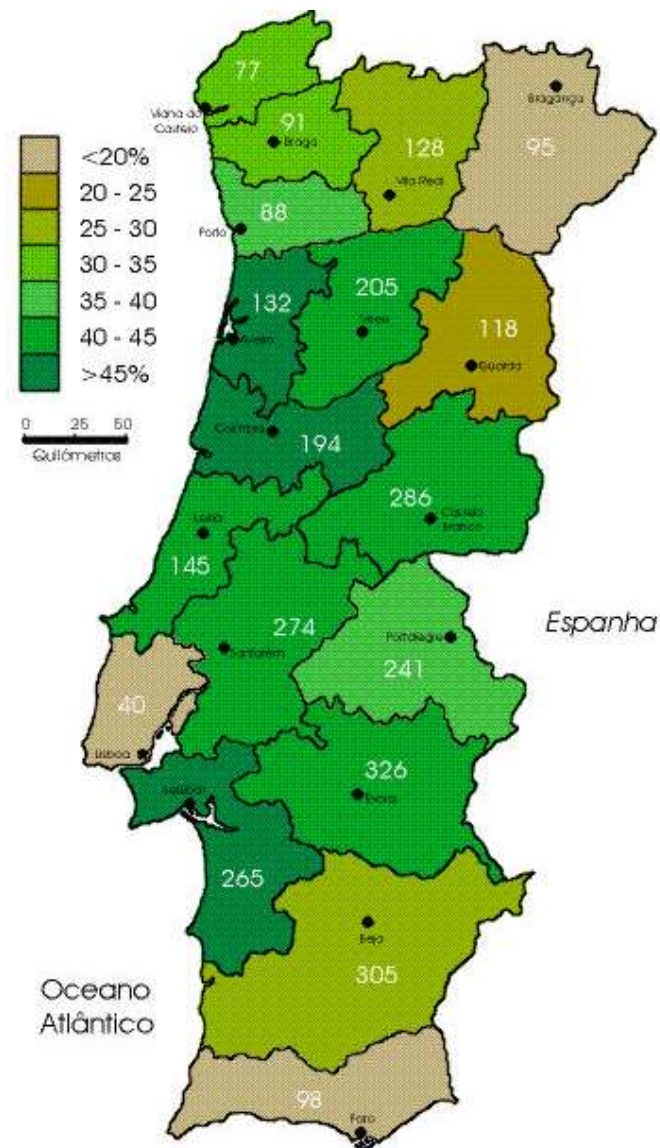 77
Viana do
Castelo
91
Braga
128
Vila Real
Bragança
95
<20%
20 - 25
25 - 30
30 - 35
35 - 40
40 - 45
>45%
88
Porto
132
Aveiro
205
Viseu
118
Guarda
0 25 50
Quilómetros
Coimbra
194
286
Castelo
Branco
Leiria
145
274
Santarém
Portalegre
241
Espanha
40
Lisboa
Setúbal
326
Évora
265
Beja
305
Oceano
Atlântico
98
Faro